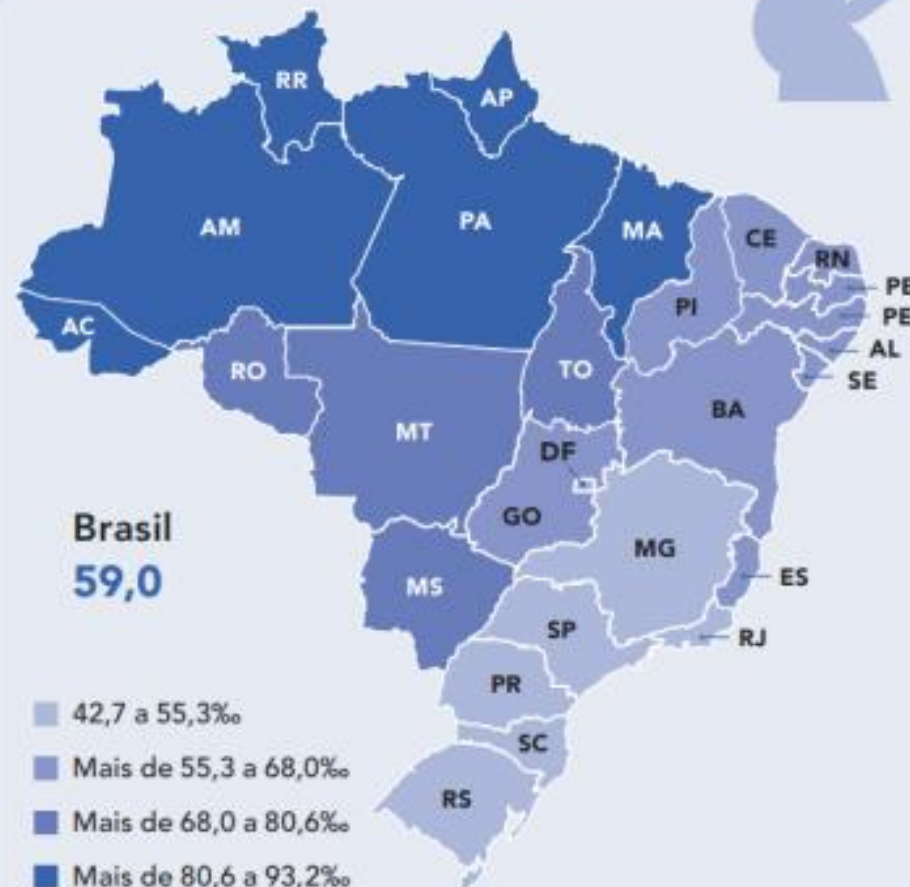 RR
AP
AM
PA
MA
CE
RN
PB
PI
PE
AC
AL
RO
TO
SE
BA
MT
DF
GO
Brasil
59,0
MG
ES
MS
SP
RJ
PR
SC
RS
42,7 a 55,3‰
Mais de 55,3 a 68,0‰
Mais de 68,0 a 80,6‰
Mais de 80,6 a 93,2‰